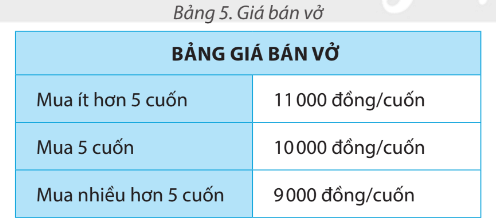 Bảng 5. Giá bán vở
BẢNG GIÁ BÁN VỞ
Mua ít hơn 5 cuốn 11 000 đồng/cuốn
Mua 5 cuốn 10 000 đồng/cuốn
Mua nhiều hơn 5 cuốn 9 000 đồng/cuốn